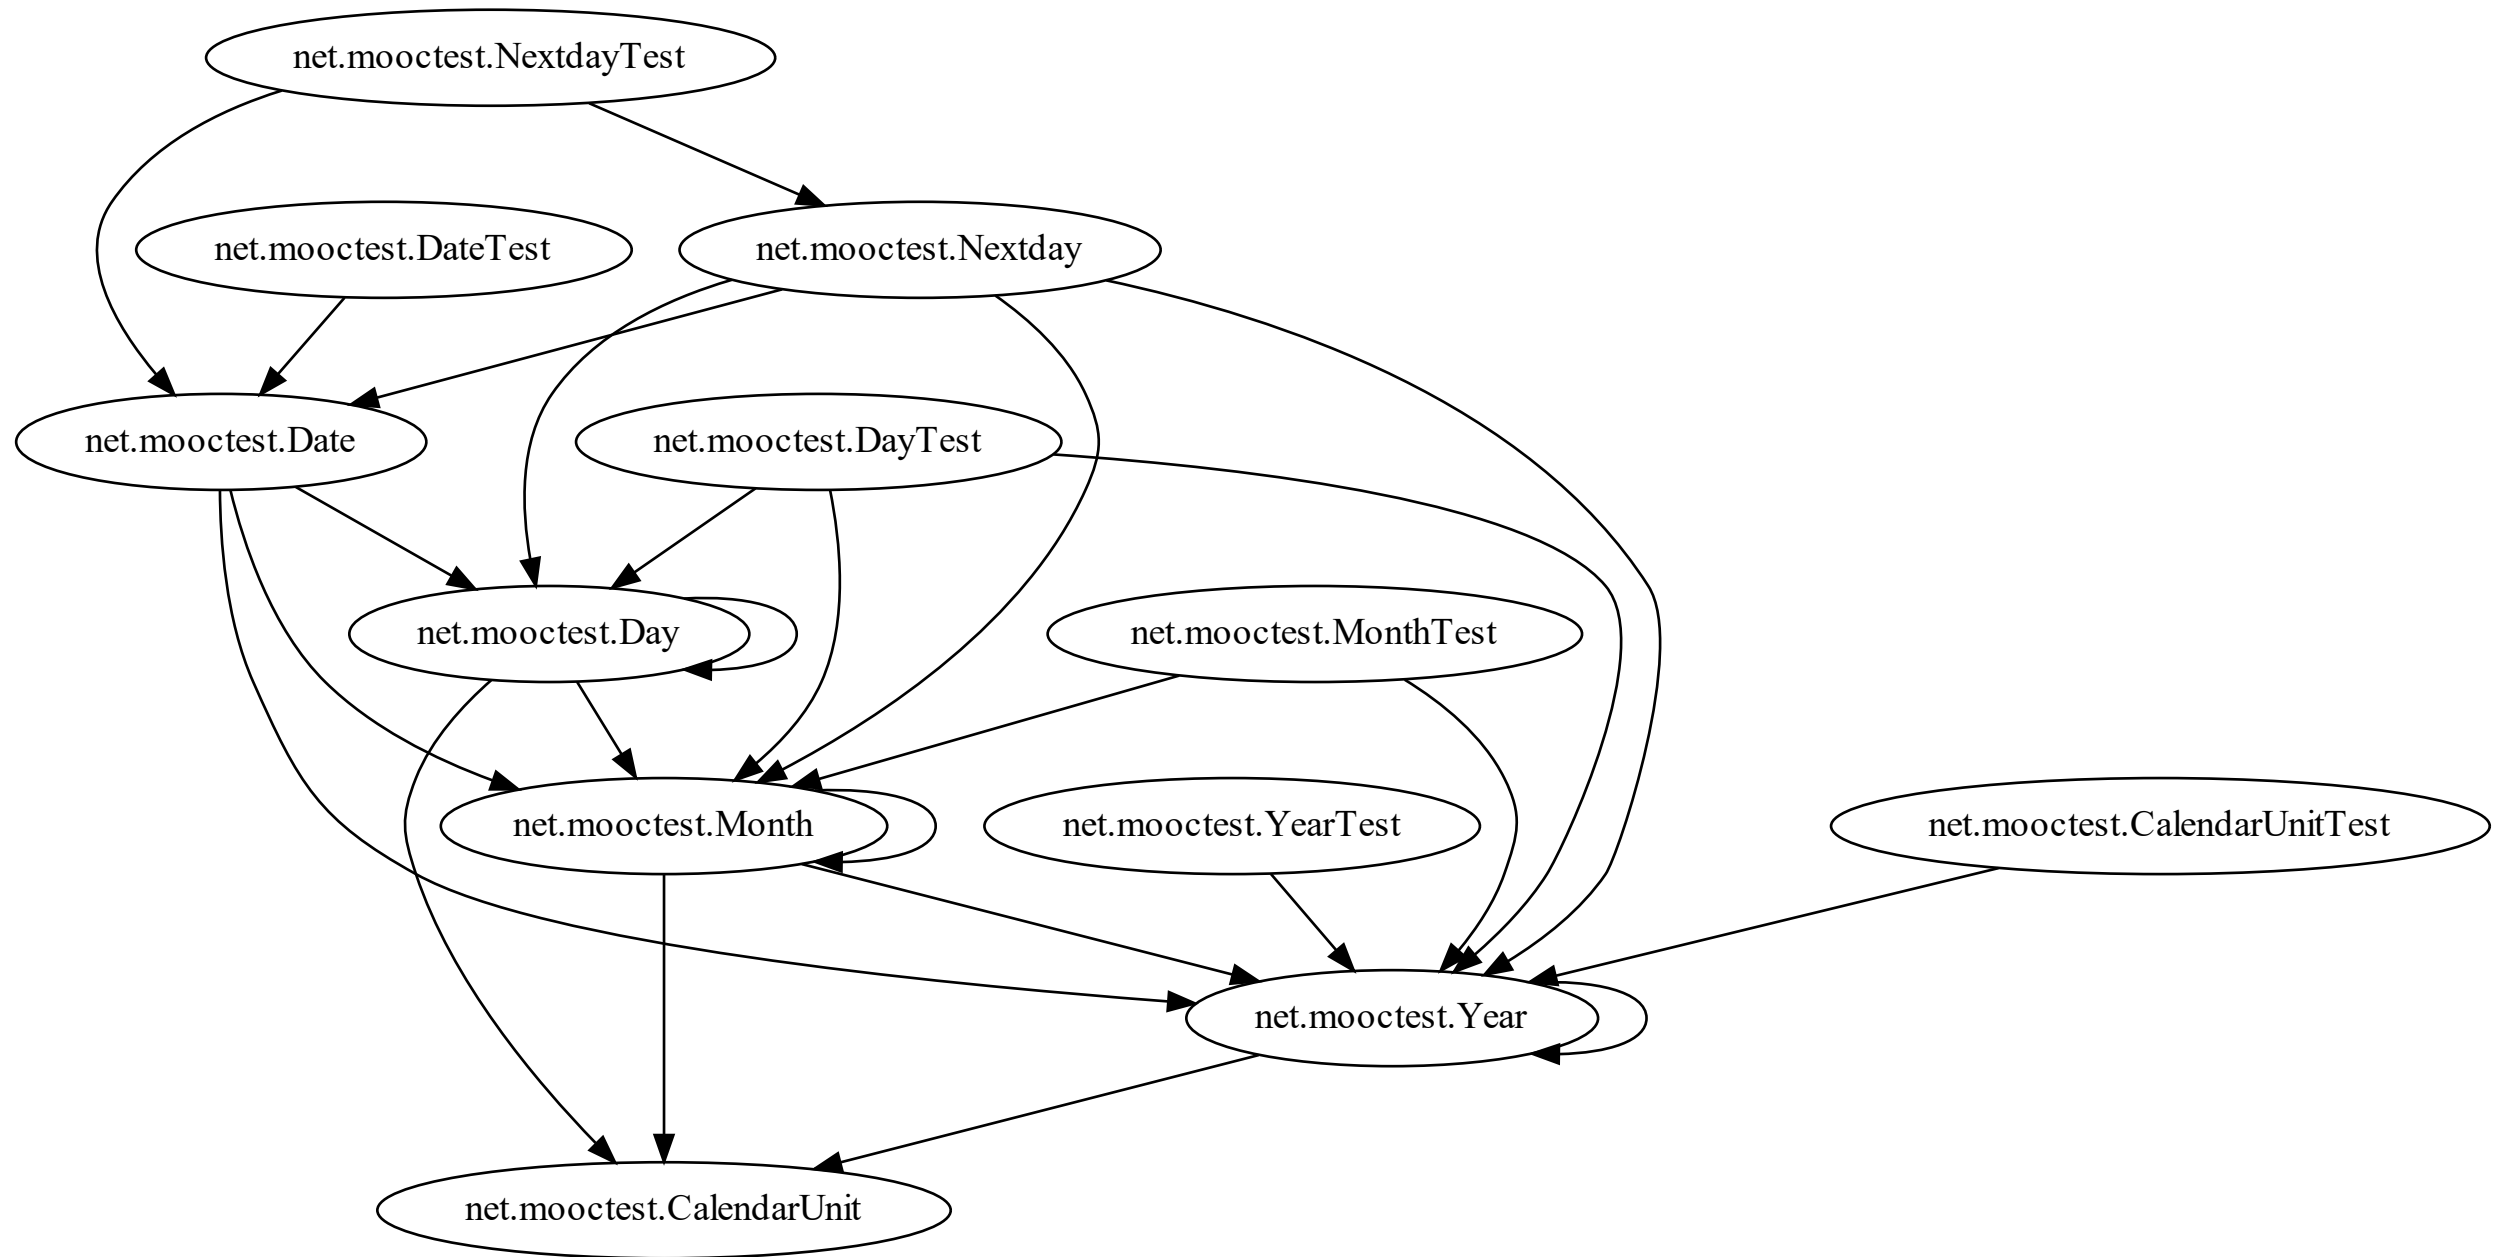 net.mooctest.NextdayTest
net.mooctest.DateTest
net.mooctest.Nextday
net.mooctest.Date
net.mooctest.DayTest
net.mooctest.Day
net.mooctest.MonthTest
net.mooctest.Month
net.mooctest.YearTest
net.mooctest.CalendarUnitTest
net.mooctest.Year
net.mooctest.CalendarUnit